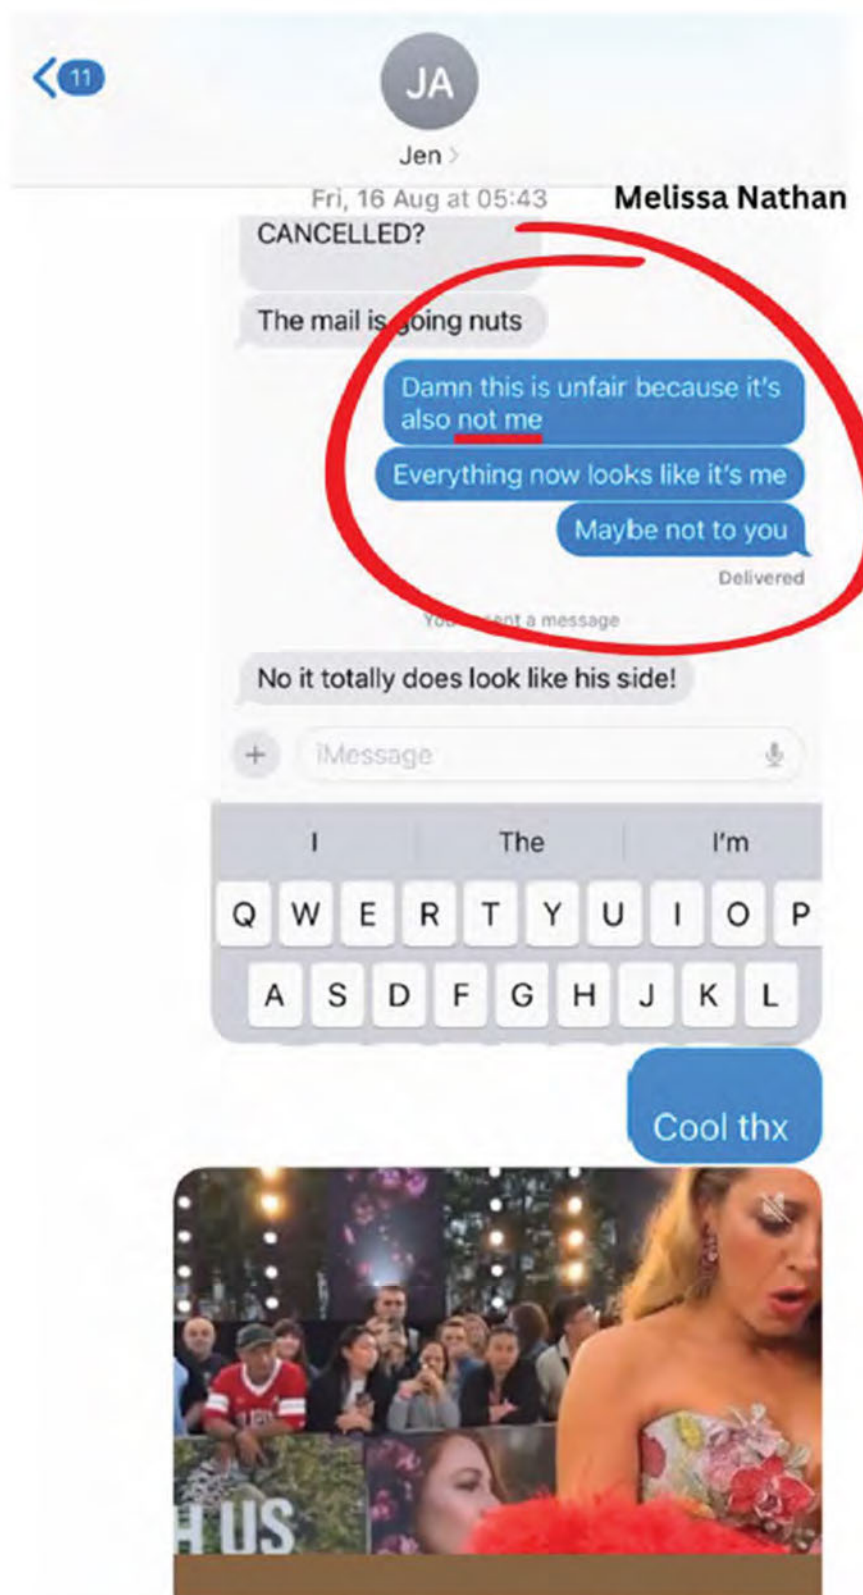 11
JA
Jen
Fri, 16 Aug at 05:43
Melissa Nathan
CANCELLED?
The mail is going nuts
Damn this is unfair because it's
also not me
Everything now looks like it's me
Maybe not to you
Delivered
a message
No it totally does look like his side!
+ iMessage
I The I'm
Q W E R T Y U I O P
A S D F G H J K L
Cool thx
H US